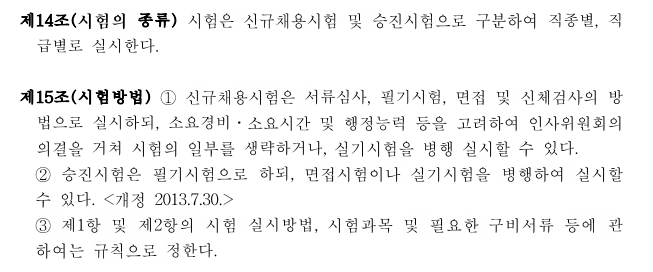 제14조(시험의 종류) 시험은 신규채용시험 및 승진시험으로 구분하여 직종별, 직
급별로 실시한다.
제15조(시험방법) ① 신규채용시험은 서류심사, 필기시험, 면접 및 신체검사의 방
법으로 실시하되, 소요경비·소요시간 및 행정능력 등을 고려하여 인사위원회의
의결을 거쳐 시험의 일부를 생략하거나, 실기시험을 병행 실시할 수 있다.
② 승진시험은 필기시험으로 하되, 면접시험이나 실기시험을 병행하여 실시할
수 있다. <개정 2013.7.30.>
③ 제1항 및 제2항의 시험 실시방법, 시험과목 및 필요한 구비서류 등에 관
하여는 규칙으로 정한다.